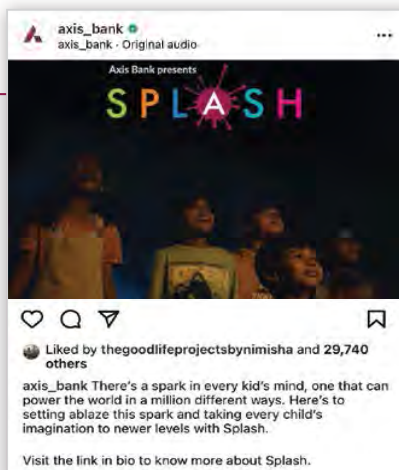 axis_bank
axis_bank · Original audio
Axis Bank presents
SPLASH
Liked by thegoodlifeprojectsbynimisha and 29,740
others
axis_bank There's a spark in every kid's mind, one that can
power the world in a million different ways. Here's to
setting ablaze this spark and taking every child's
imagination to newer levels with Splash.
Visit the link in bio to know more about Splash.